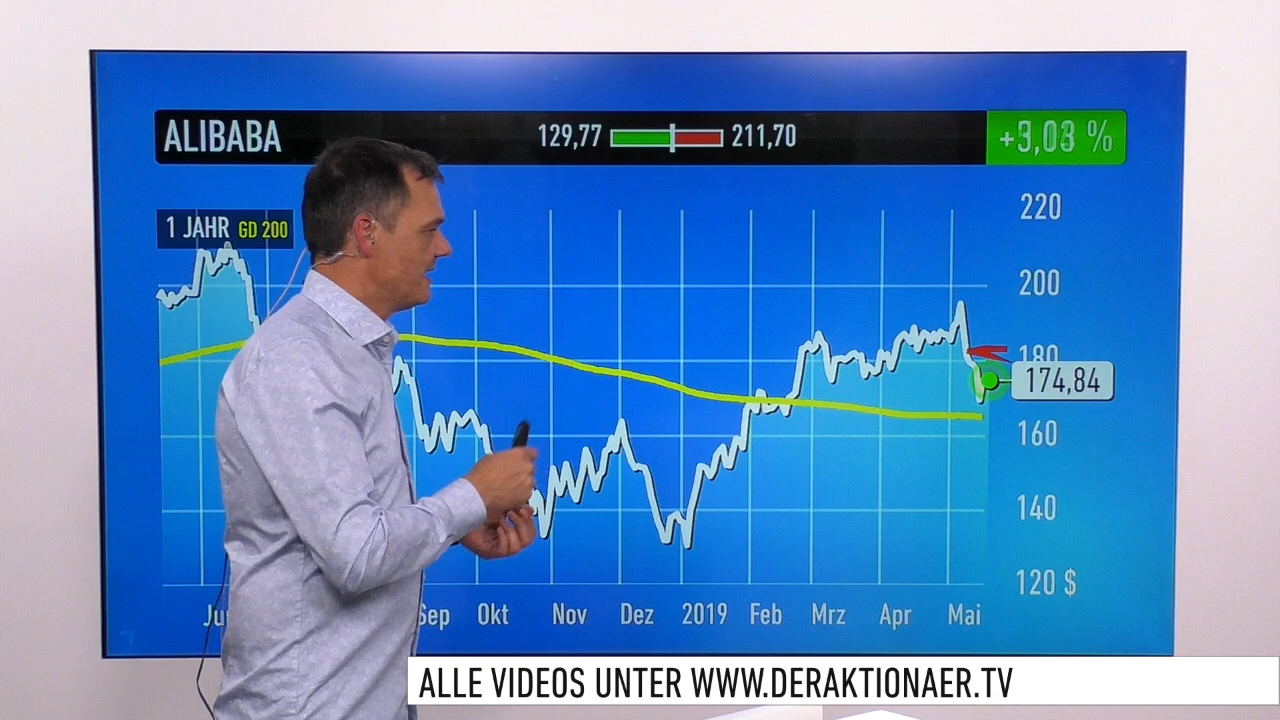 ALIBABA 129,77 211,70 +3,03 %
1 JAHR GD 200
220
200
180
174,84
160
140
120 $
Sep Okt Nov Dez 2019 Feb Mrz Apr Mai
ALLE VIDEOS UNTER WWW.DERAKTIONAER.TV